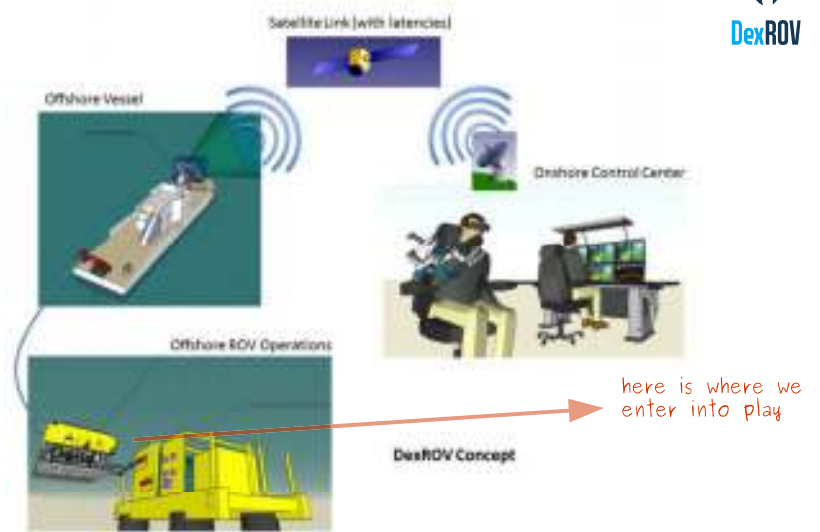 Satellite Link (with latencies)
DexROV
Offshore Vessel
Onshore Control Center
Offshore ROV Operations
here is where we
enter into play
DexROV Concept